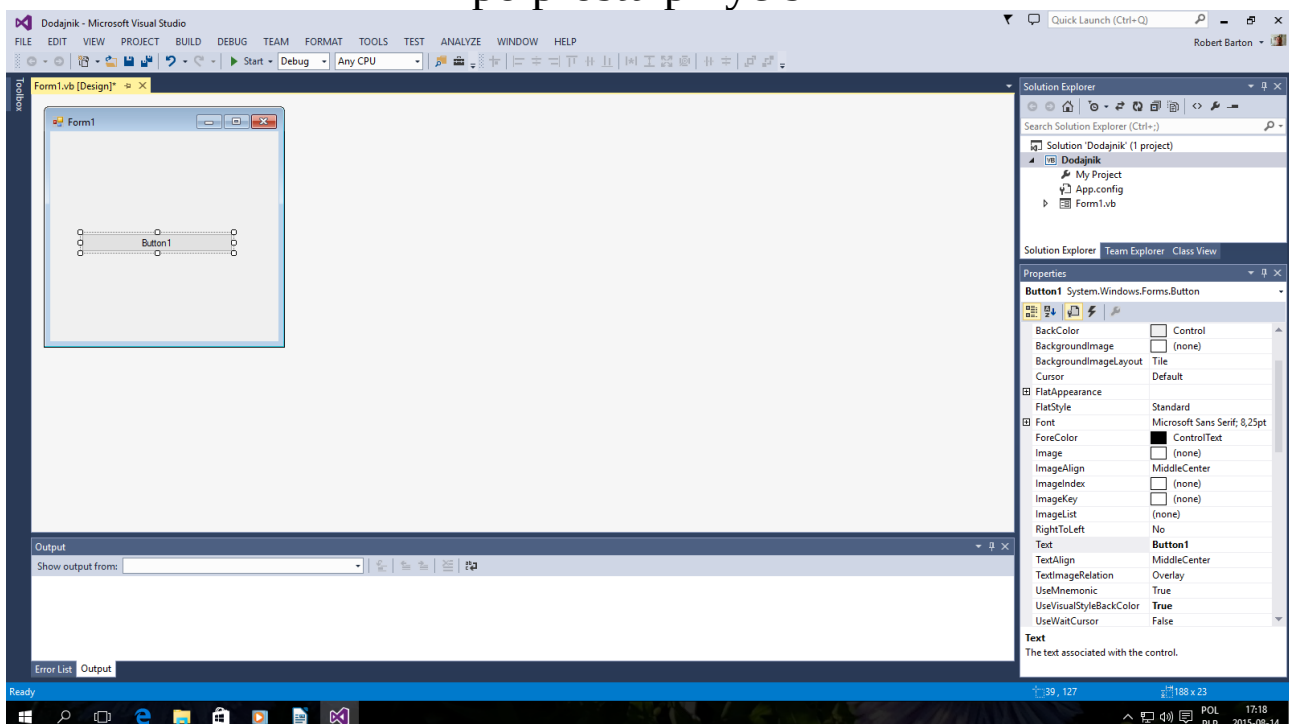 Dodajnik - Microsoft Visual Studio
Quick Launch (Ctrl+Q)
FILE EDIT VIEW PROJECT BUILD DEBUG TEAM FORMAT TOOLS TEST ANALYZE WINDOW HELP
Robert Barton
Start Debug Any CPU
Toolbox
Form1.vb [Design]*
Form1
Button1
Solution Explorer
Search Solution Explorer (Ctrl+;)
Solution 'Dodajnik' (1 project)
VB Dodajnik
My Project
App.config
Form1.vb
Solution Explorer Team Explorer Class View
Properties
Button1 System.Windows.Forms.Button
BackColor Control
BackgroundImage (none)
BackgroundImageLayout Tile
Cursor Default
FlatAppearance
FlatStyle Standard
Font Microsoft Sans Serif; 8,25pt
ForeColor ControlText
Image (none)
ImageAlign MiddleCenter
ImageIndex (none)
ImageKey (none)
ImageList (none)
RightToLeft No
Text Button1
TextAlign MiddleCenter
TextImageRelation Overlay
UseMnemonic True
UseVisualStyleBackColor True
UseWaitCursor False
Text
The text associated with the control.
Output
Show output from:
Error List Output
Ready
39 , 127
188 x 23
POL
17:18
2015-08-14